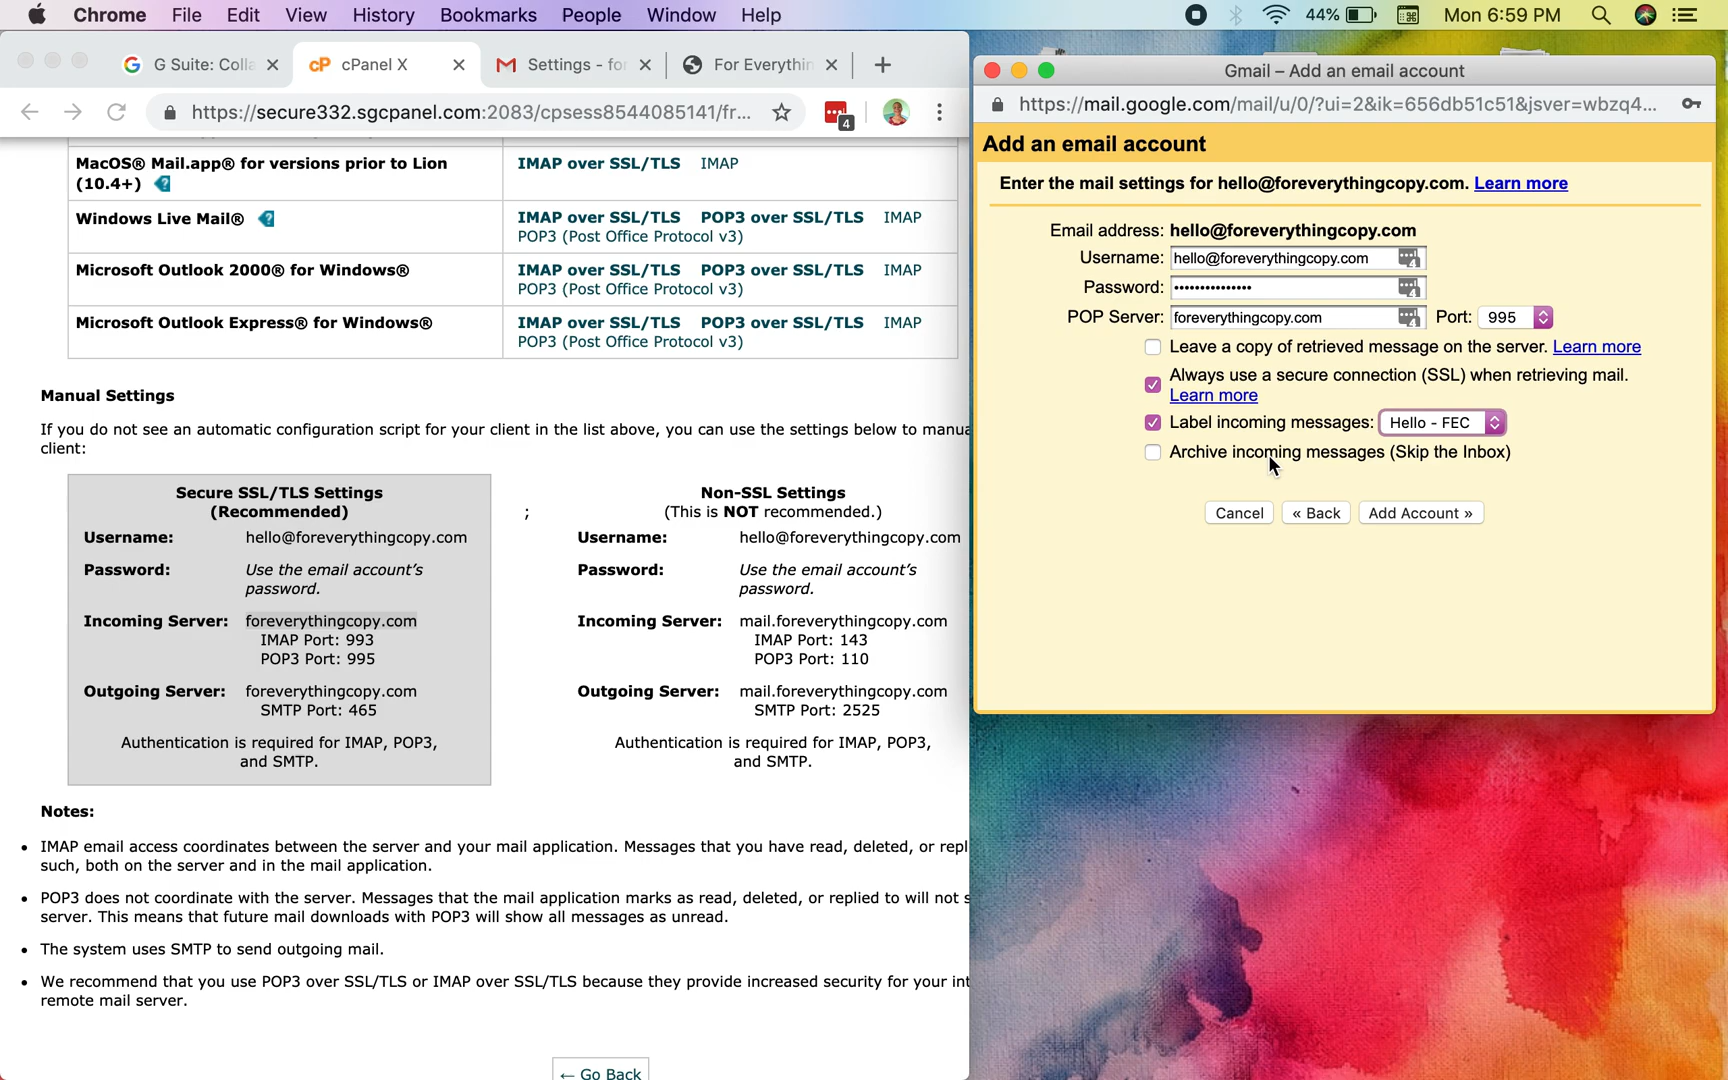 Chrome File Edit View History Bookmarks People Window Help 44% Mon 6:59 PM
G Suite: Colla cPanel X Settings - for For Everythin
https://secure332.sgcpanel.com:2083/cpsess8544085141/fr... 4
MacOS® Mail.app® for versions prior to Lion
(10.4+)
IMAP over SSL/TLS IMAP
Windows Live Mail®
IMAP over SSL/TLS POP3 over SSL/TLS IMAP
POP3 (Post Office Protocol v3)
Microsoft Outlook 2000® for Windows®
IMAP over SSL/TLS POP3 over SSL/TLS IMAP
POP3 (Post Office Protocol v3)
Microsoft Outlook Express® for Windows®
IMAP over SSL/TLS POP3 over SSL/TLS IMAP
POP3 (Post Office Protocol v3)
Manual Settings
If you do not see an automatic configuration script for your client in the list above, you can use the settings below to manua
client:
Secure SSL/TLS Settings
(Recommended)
Username: hello@foreverythingcopy.com
Password: Use the email account's
password.
Incoming Server: foreverythingcopy.com
IMAP Port: 993
POP3 Port: 995
Outgoing Server: foreverythingcopy.com
SMTP Port: 465
Authentication is required for IMAP, POP3,
and SMTP.
;
Non-SSL Settings
(This is NOT recommended.)
Username: hello@foreverythingcopy.com
Password: Use the email account's
password.
Incoming Server: mail.foreverythingcopy.com
IMAP Port: 143
POP3 Port: 110
Outgoing Server: mail.foreverythingcopy.com
SMTP Port: 2525
Authentication is required for IMAP, POP3,
and SMTP.
Notes:
• IMAP email access coordinates between the server and your mail application. Messages that you have read, deleted, or repl
such, both on the server and in the mail application.
• POP3 does not coordinate with the server. Messages that the mail application marks as read, deleted, or replied to will not s
server. This means that future mail downloads with POP3 will show all messages as unread.
• The system uses SMTP to send outgoing mail.
• We recommend that you use POP3 over SSL/TLS or IMAP over SSL/TLS because they provide increased security for your int
remote mail server.
← Go Back
Gmail – Add an email account
https://mail.google.com/mail/u/0/?ui=2&ik=656db51c51&jsver=wbzq4...
Add an email account
Enter the mail settings for hello@foreverythingcopy.com. Learn more
Email address: hello@foreverythingcopy.com
Username: hello@foreverythingcopy.com
Password: •••••••••••••••
POP Server: foreverythingcopy.com Port: 995
Leave a copy of retrieved message on the server. Learn more
Always use a secure connection (SSL) when retrieving mail.
Learn more
Label incoming messages: Hello - FEC
Archive incoming messages (Skip the Inbox)
Cancel « Back Add Account »